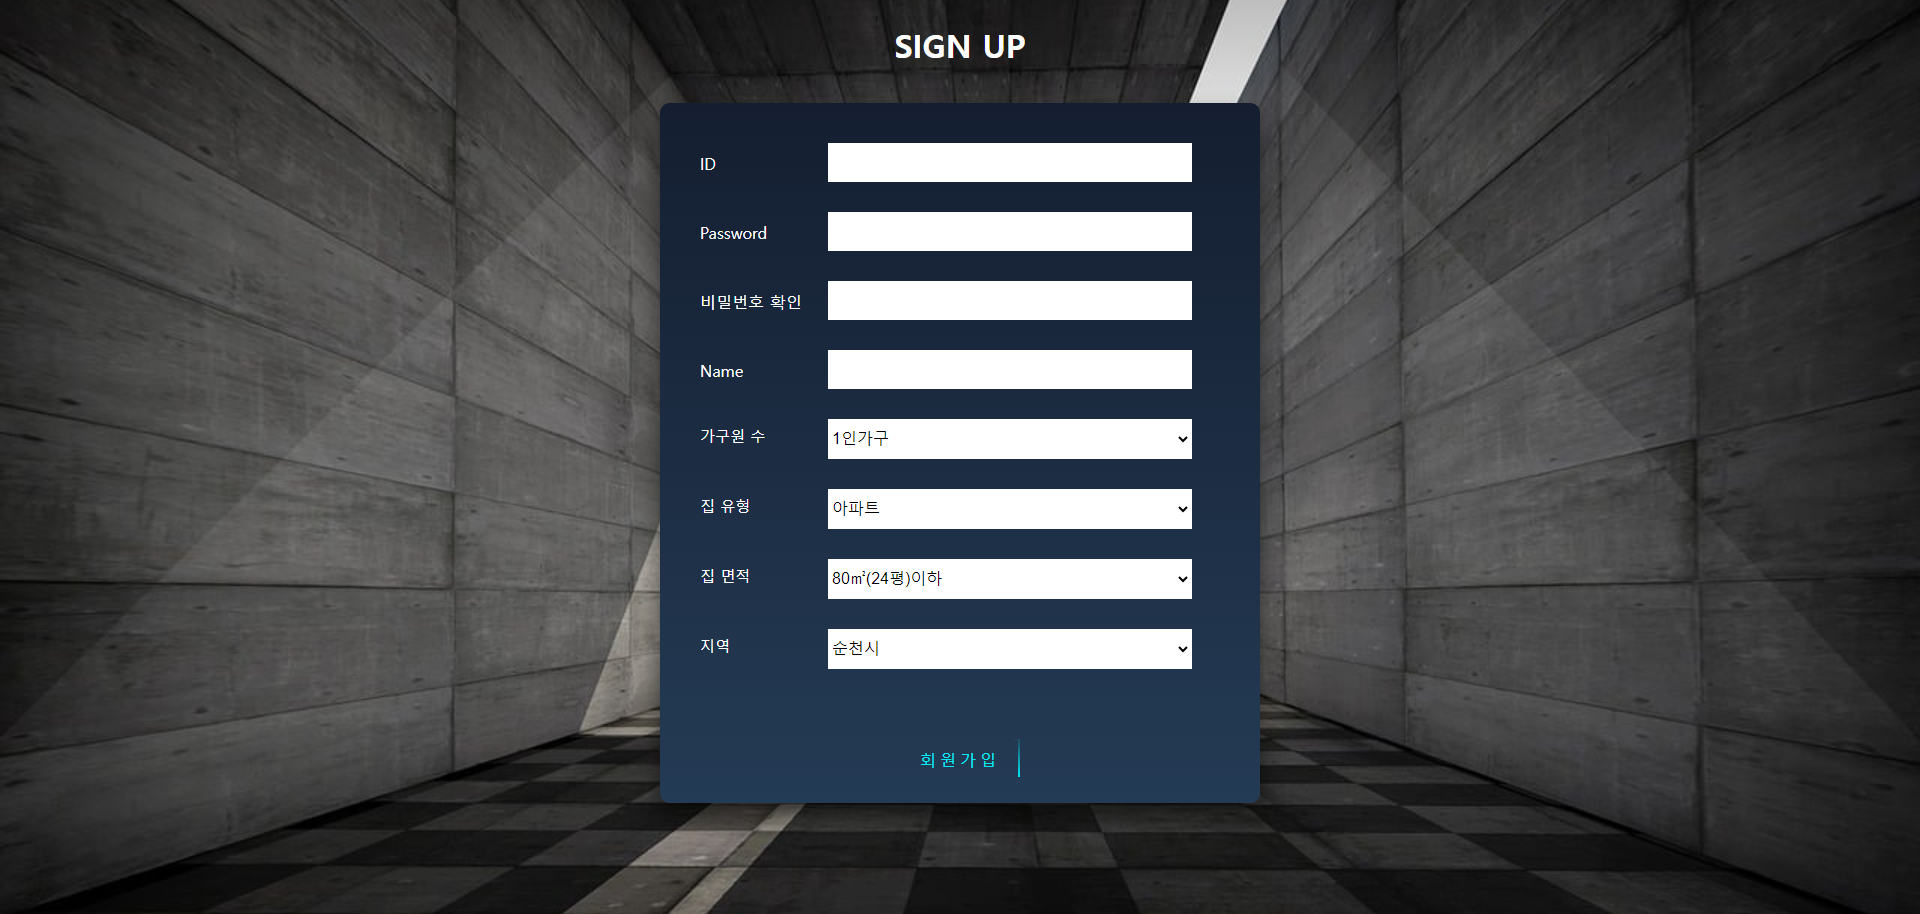 SIGN UP
ID
Password
비밀번호 확인
Name
가구원 수 1인가구
집 유형 아파트
집 면적 80㎡(24평)이하
지역 순천시
회원가입